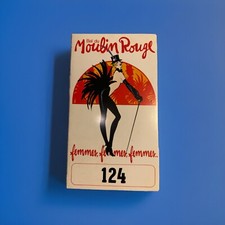 Bal du
Moulin Rouge
femmes, femmes, femmes...
124